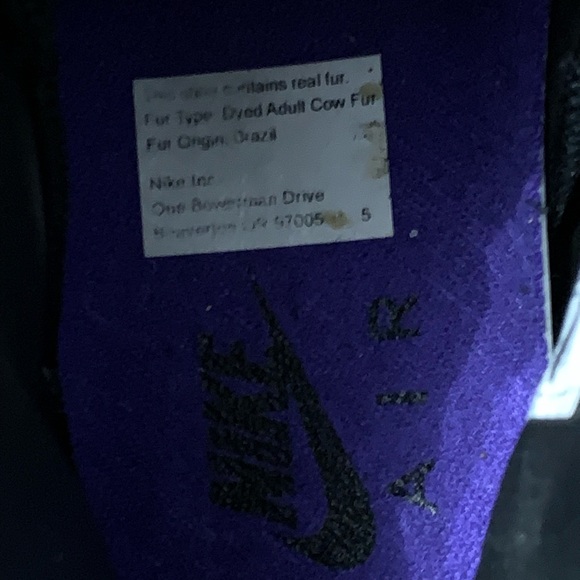 This shoe contains real fur.
Fur Type: Dyed Adult Cow Fur
Fur Origin: Brazil
Nike Inc
One Bowerman Drive
Beaverton OR 97005 5
NIKE
AIR